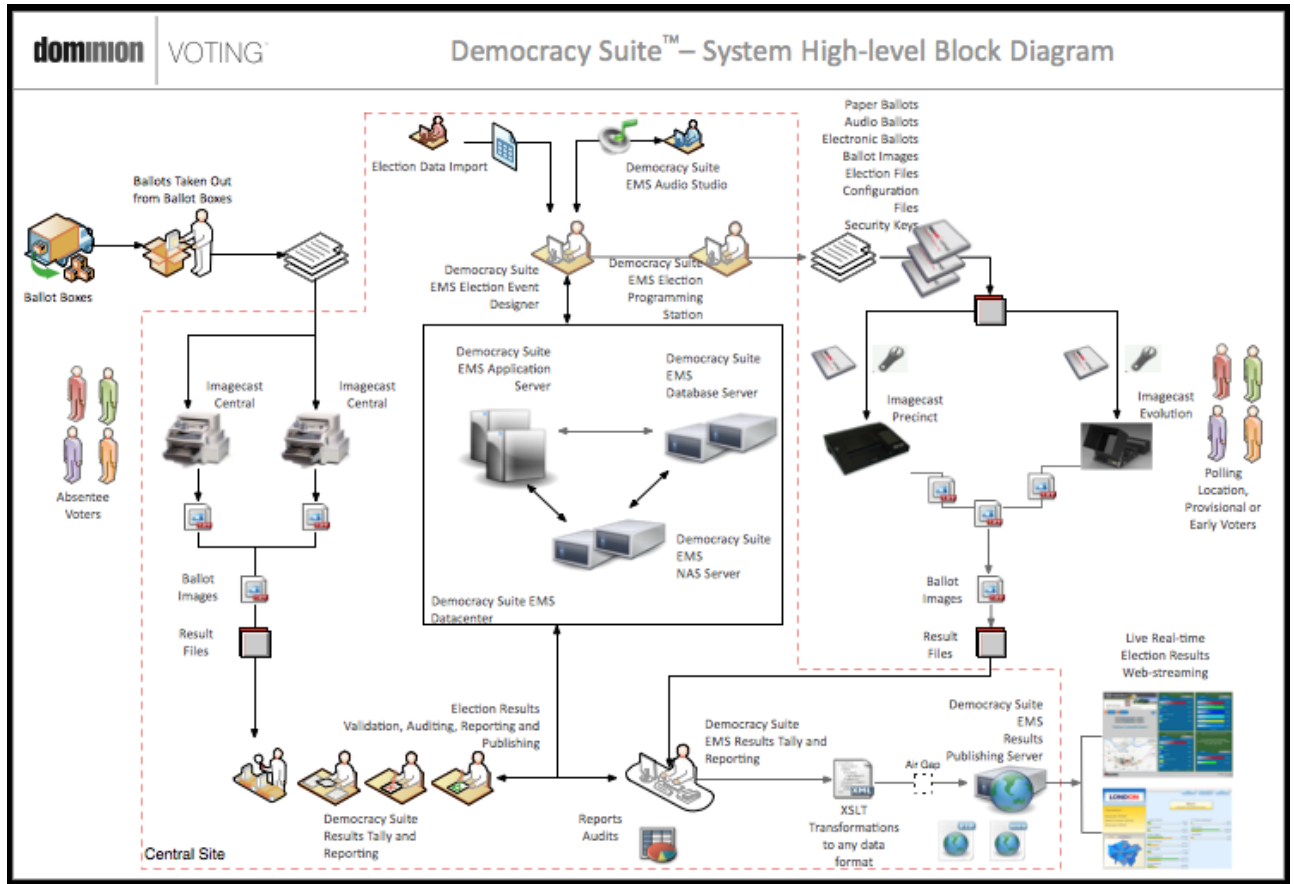 dominion
VOTING™
Democracy Suite™– System High-level Block Diagram
Paper Ballots
Audio Ballots
Electronic Ballots
Ballot Images
Election Files
Configuration
Files
Security Keys
Election Data Import
Democracy Suite
EMS Audio Studio
Ballots Taken Out
from Ballot Boxes
Ballot Boxes
Democracy Suite
EMS Election Event
Designer
Democracy Suite
EMS Election
Programming
Station
Democracy Suite
EMS Application
Server
Democracy Suite
EMS
Database Server
Democracy Suite
EMS
NAS Server
Democracy Suite EMS
Datacenter
Imagecast
Central
Imagecast
Central
Absentee
Voters
Imagecast
Precinct
Imagecast
Evolution
Polling
Location,
Provisional or
Early Voters
Ballot
Images
Result
Files
Ballot
Images
Result
Files
Live Real-time
Election Results
Web-streaming
Election Results
Validation, Auditing, Reporting and
Publishing
Democracy Suite
EMS Results Tally and
Reporting
Democracy Suite
EMS
Results
Publishing Server
Air Gap
XML
XSLT
Transformations
to any data
format
Reports
Audits
Democracy Suite
Results Tally and
Reporting
Central Site
LONDON